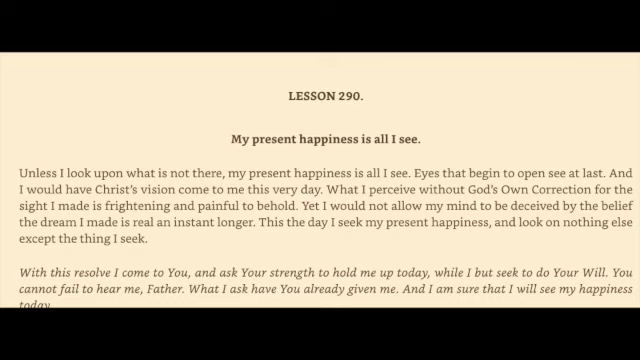 LESSON 290.
My present happiness is all I see.
Unless I look upon what is not there, my present happiness is all I see. Eyes that begin to open see at last. And
I would have Christ's vision come to me this very day. What I perceive without God's Own Correction for the
sight I made is frightening and painful to behold. Yet I would not allow my mind to be deceived by the belief
the dream I made is real an instant longer. This the day I seek my present happiness, and look on nothing else
except the thing I seek.
With this resolve I come to You, and ask Your strength to hold me up today, while I but seek to do Your Will. You
cannot fail to hear me, Father. What I ask have You already given me. And I am sure that I will see my happiness
today.